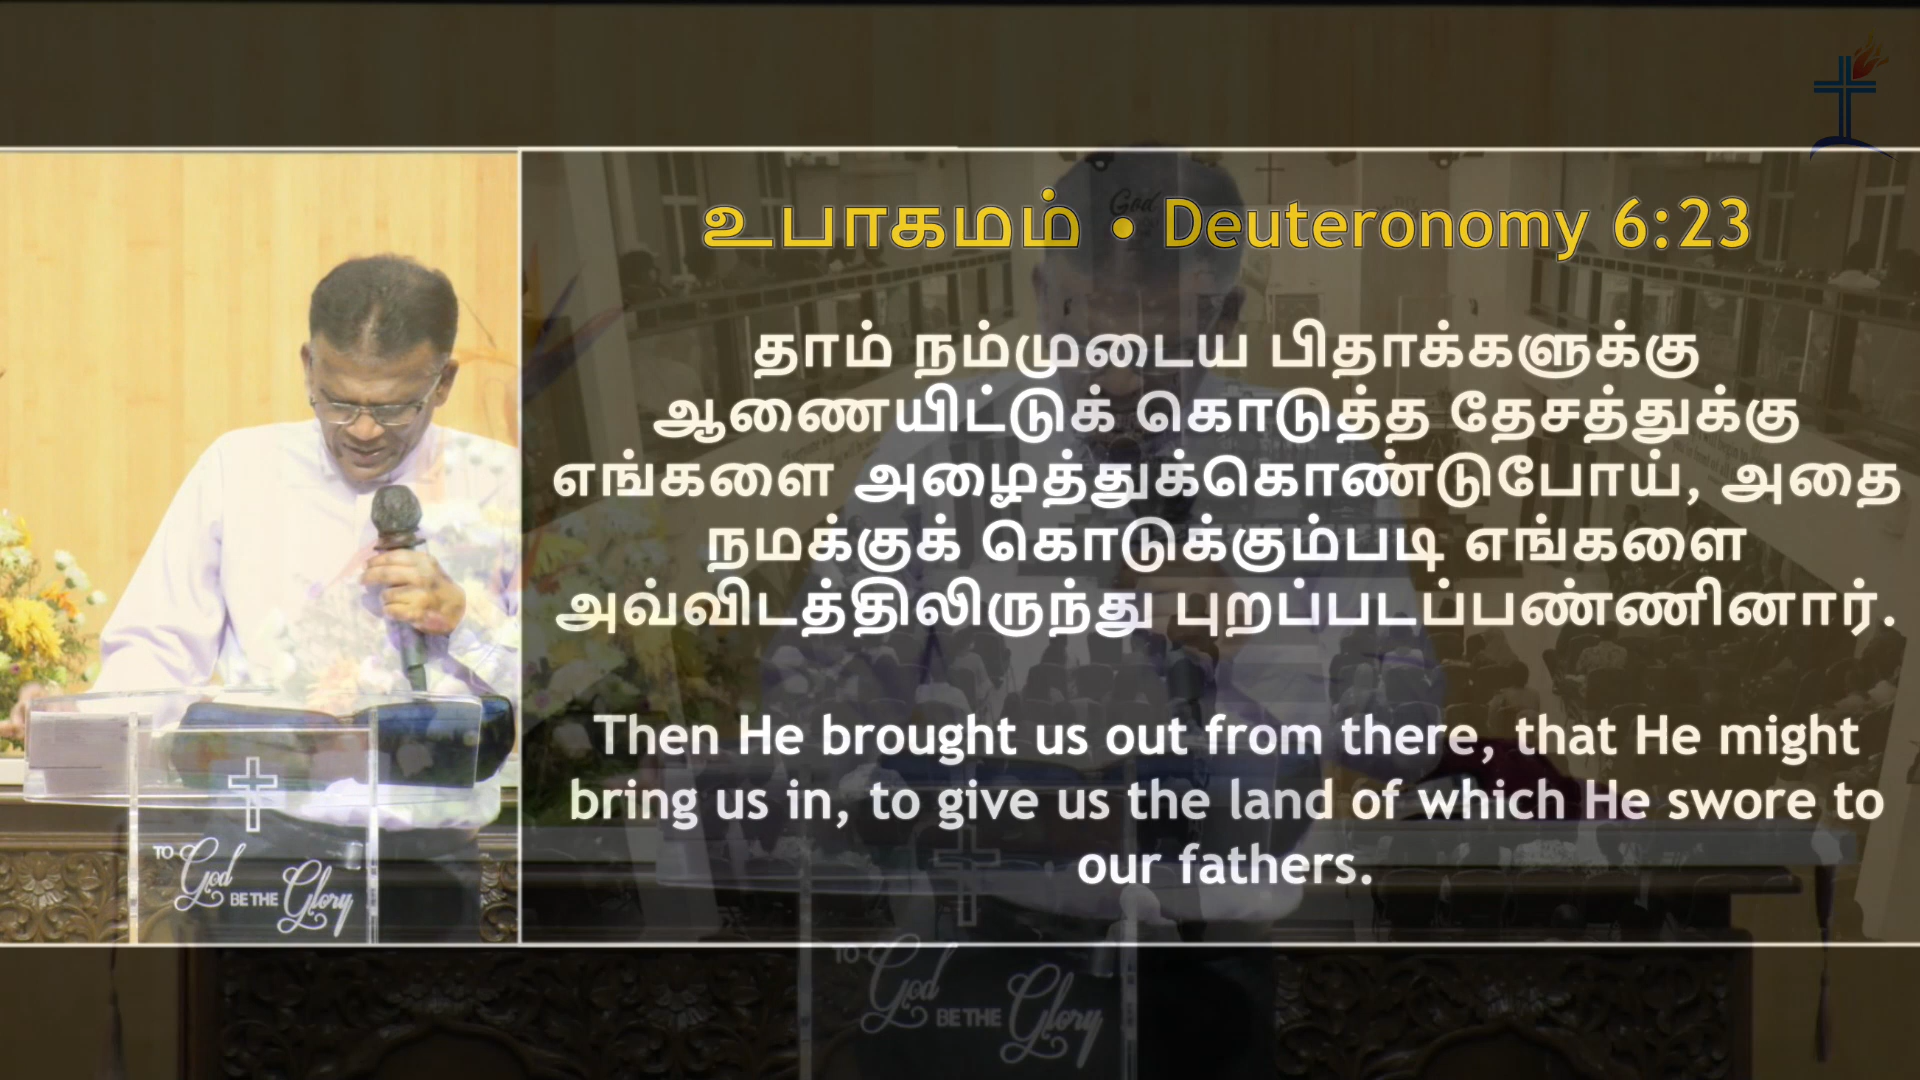 உபாகமம் • Deuteronomy 6:23
தாம் நம்முடைய பிதாக்களுக்கு
ஆணையிட்டுக் கொடுத்த தேசத்துக்கு
எங்களை அழைத்துக்கொண்டுபோய், அதை
நமக்குக் கொடுக்கும்படி எங்களை
அவ்விடத்திலிருந்து புறப்படப்பண்ணினார்.
Then He brought us out from there, that He might
bring us in, to give us the land of which He swore to
our fathers.
TO God
BE THE Glory
TO God
BE THE Glory